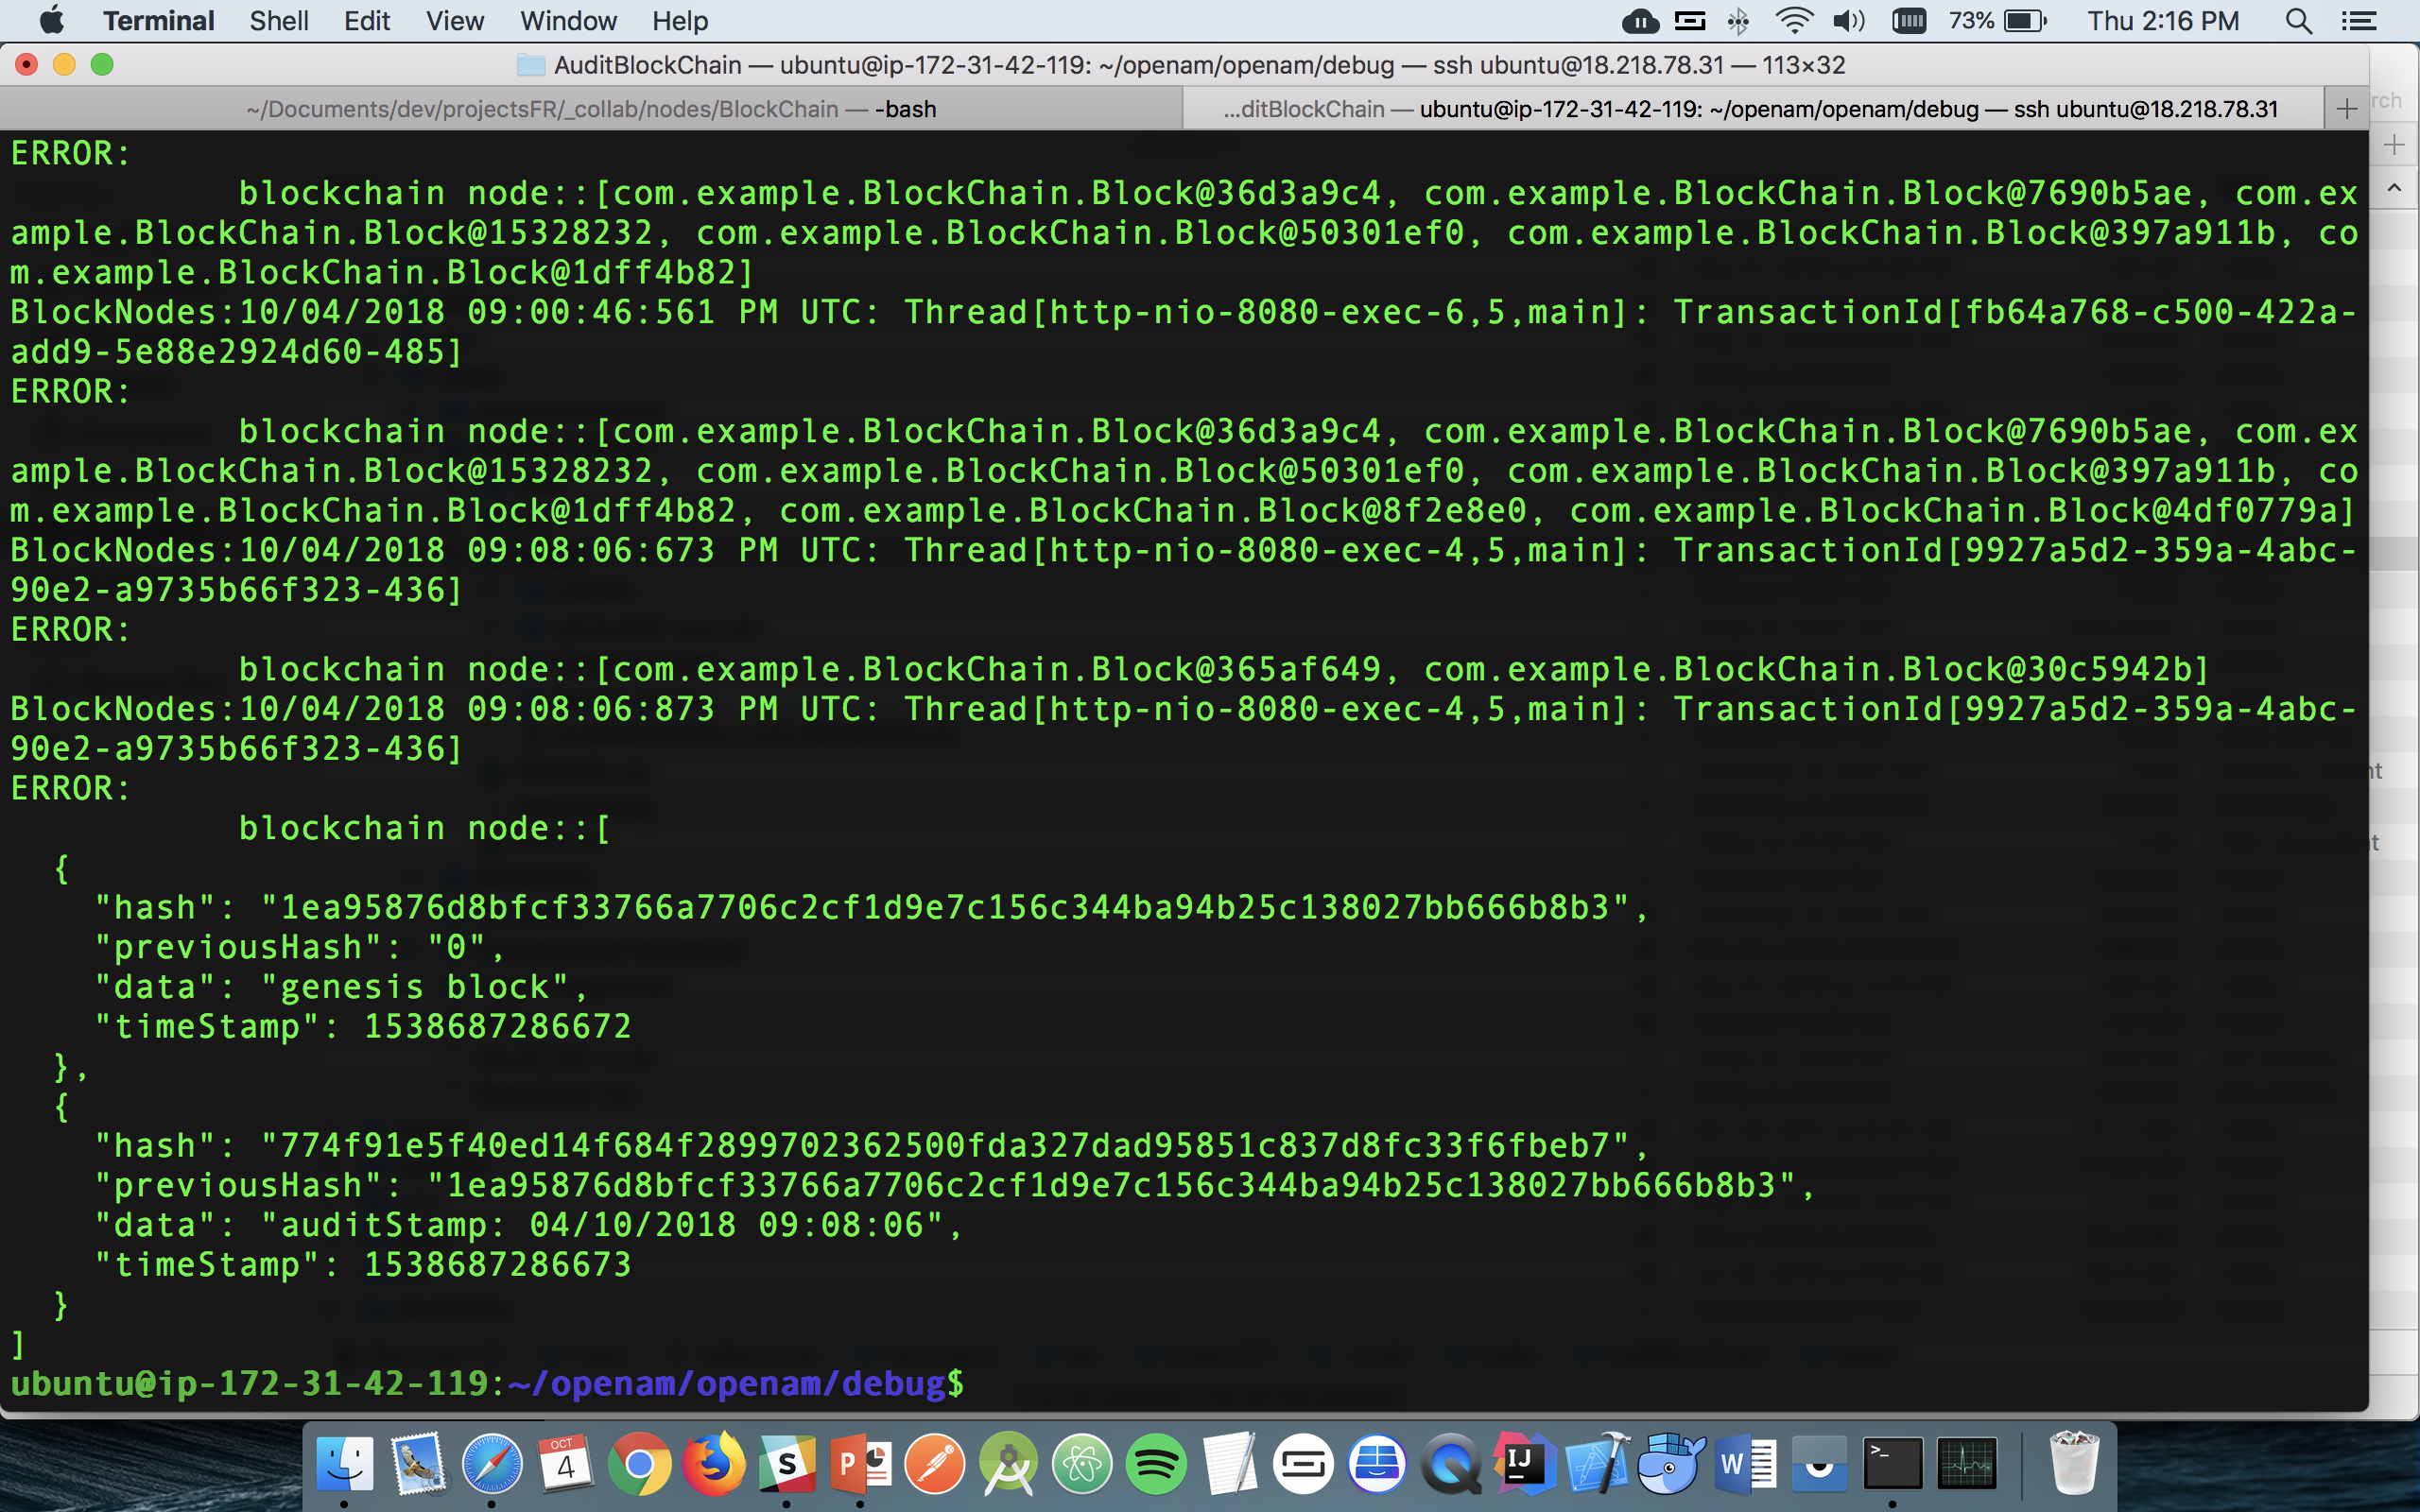 Terminal Shell Edit View Window Help 73% Thu 2:16 PM
AuditBlockChain — ubuntu@ip-172-31-42-119: ~/openam/openam/debug — ssh ubuntu@18.218.78.31 — 113×32
~/Documents/dev/projectsFR/_collab/nodes/BlockChain — -bash
...ditBlockChain — ubuntu@ip-172-31-42-119: ~/openam/openam/debug — ssh ubuntu@18.218.78.31
rch
ERROR:
blockchain node::[com.example.BlockChain.Block@36d3a9c4, com.example.BlockChain.Block@7690b5ae, com.ex
ample.BlockChain.Block@15328232, com.example.BlockChain.Block@50301ef0, com.example.BlockChain.Block@397a911b, co
m.example.BlockChain.Block@1dff4b82]
BlockNodes:10/04/2018 09:00:46:561 PM UTC: Thread[http-nio-8080-exec-6,5,main]: TransactionId[fb64a768-c500-422a-
add9-5e88e2924d60-485]
ERROR:
blockchain node::[com.example.BlockChain.Block@36d3a9c4, com.example.BlockChain.Block@7690b5ae, com.ex
ample.BlockChain.Block@15328232, com.example.BlockChain.Block@50301ef0, com.example.BlockChain.Block@397a911b, co
m.example.BlockChain.Block@1dff4b82, com.example.BlockChain.Block@8f2e8e0, com.example.BlockChain.Block@4df0779a]
BlockNodes:10/04/2018 09:08:06:673 PM UTC: Thread[http-nio-8080-exec-4,5,main]: TransactionId[9927a5d2-359a-4abc-
90e2-a9735b66f323-436]
ERROR:
blockchain node::[com.example.BlockChain.Block@365af649, com.example.BlockChain.Block@30c5942b]
BlockNodes:10/04/2018 09:08:06:873 PM UTC: Thread[http-nio-8080-exec-4,5,main]: TransactionId[9927a5d2-359a-4abc-
90e2-a9735b66f323-436]
ERROR:
blockchain node::[
{
"hash": "1ea95876d8bfcf33766a7706c2cf1d9e7c156c344ba94b25c138027bb666b8b3",
"previousHash": "0",
"data": "genesis block",
"timeStamp": 1538687286672
},
{
"hash": "774f91e5f40ed14f684f2899702362500fda327dad95851c837d8fc33f6fbeb7",
"previousHash": "1ea95876d8bfcf33766a7706c2cf1d9e7c156c344ba94b25c138027bb666b8b3",
"data": "auditStamp: 04/10/2018 09:08:06",
"timeStamp": 1538687286673
}
]
ubuntu@ip-172-31-42-119:~/openam/openam/debug$
OCT
4
S
P
IJ
W
>_